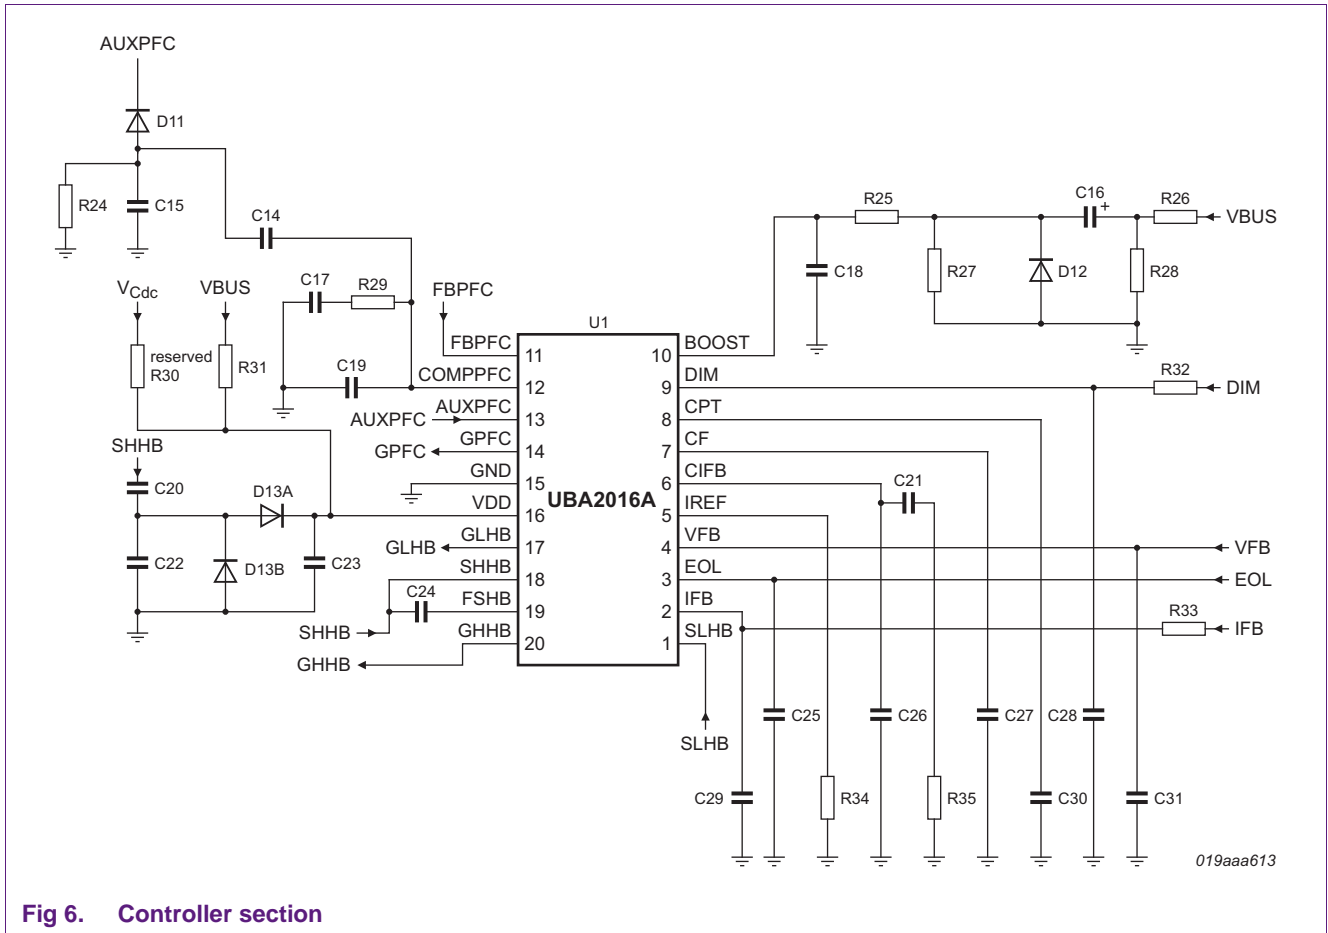 AUXPFC
D11
R24
C15
C14
C17
R29
FBPFC
C16
+
R26
VBUS
R25
C18
R27
D12
R28
VCdc
VBUS
reserved
R30
R31
C19
U1
FBPFC
11
10
BOOST
COMPPFC
12
9
DIM
R32
DIM
AUXPFC
AUXPFC
13
8
CPT
GPFC
GPFC
14
7
CF
GND
15
6
CIFB
C21
UBA2016A
VDD
16
5
IREF
GLHB
GLHB
17
4
VFB
VFB
SHHB
18
3
EOL
EOL
FSHB
19
2
IFB
R33
IFB
GHHB
20
1
SLHB
SHHB
C20
D13A
C22
D13B
C23
C24
SHHB
GHHB
SLHB
C25
C26
C27
C28
C29
R34
R35
C30
C31
019aaa613
Fig 6. Controller section